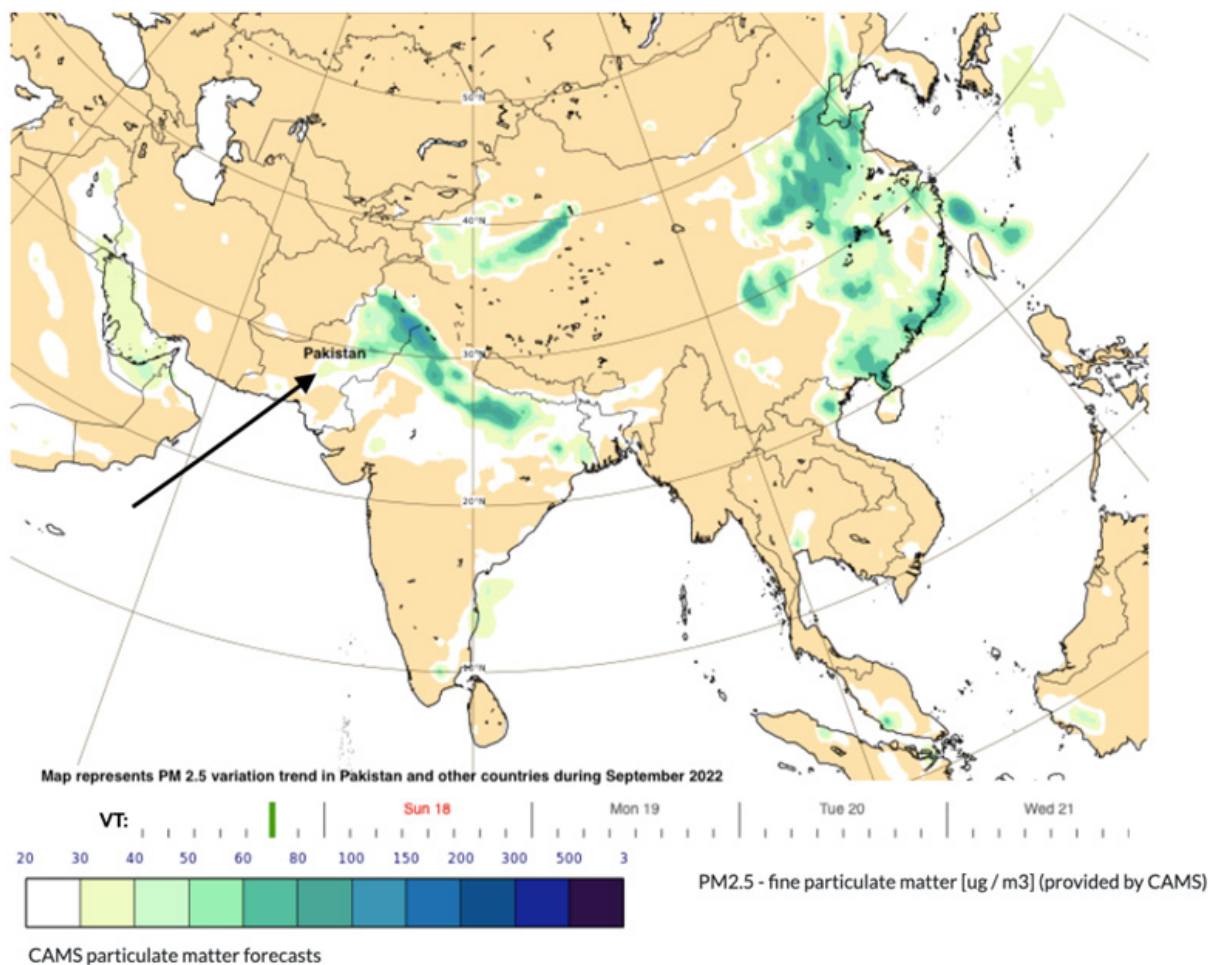 50°N
40°N
30°N
Pakistan
20°N
10°N
Map represents PM 2.5 variation trend in Pakistan and other countries during September 2022
VT: Sun 18 Mon 19 Tue 20 Wed 21
20 30 40 50 60 80 100 150 200 300 500 3
PM2.5 - fine particulate matter [ug / m3] (provided by CAMS)
CAMS particulate matter forecasts